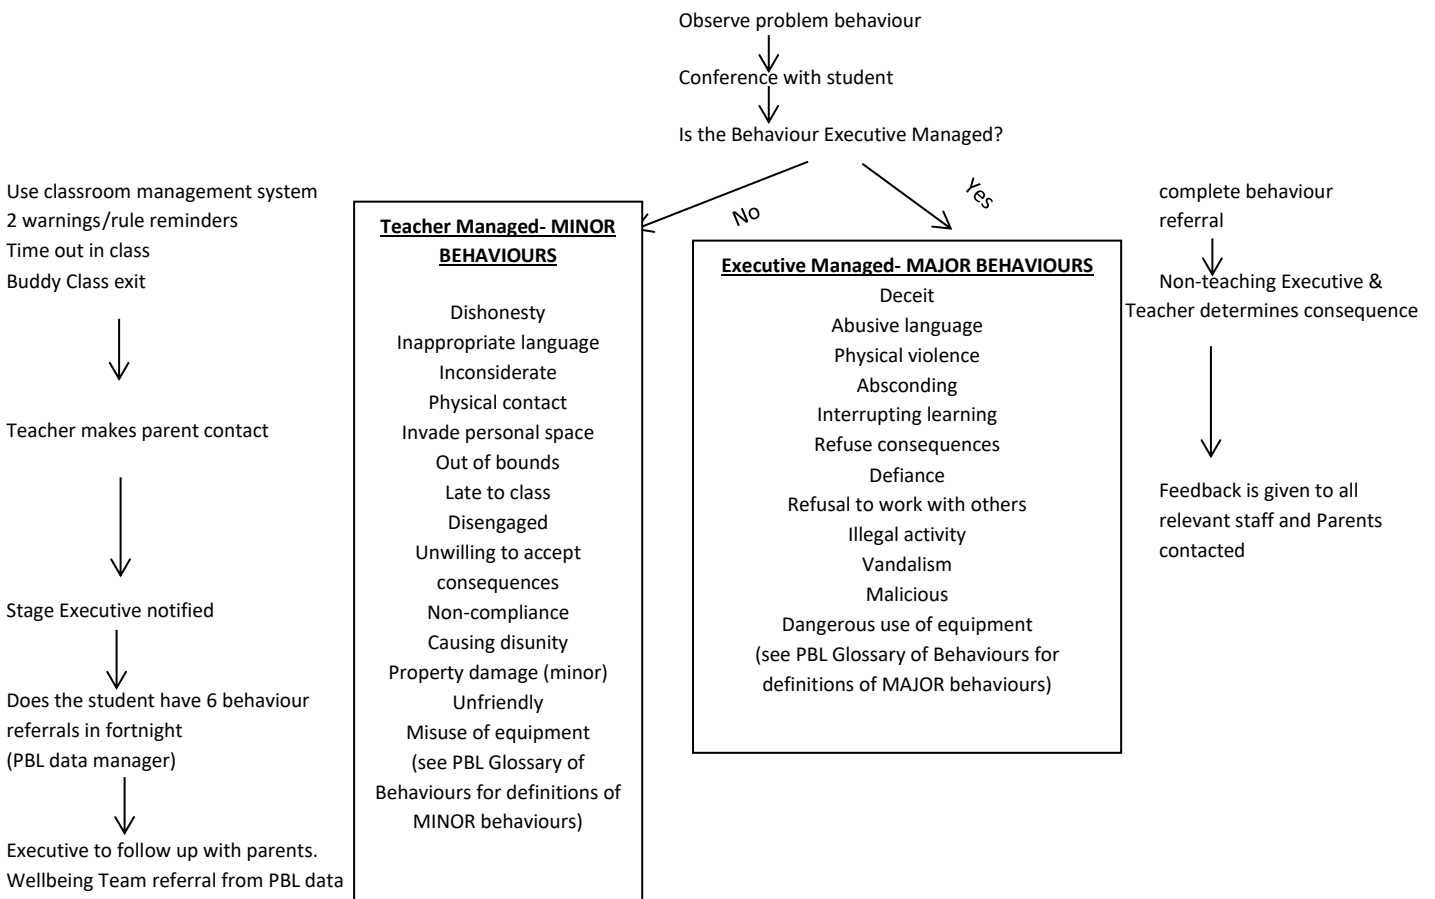 Observe problem behaviour
Conference with student
Is the Behaviour Executive Managed?
No
Yes
Use classroom management system
2 warnings/rule reminders
Time out in class
Buddy Class exit
Teacher makes parent contact
Stage Executive notified
Does the student have 6 behaviour
referrals in fortnight
(PBL data manager)
Executive to follow up with parents.
Wellbeing Team referral from PBL data
Teacher Managed- MINOR
BEHAVIOURS
Dishonesty
Inappropriate language
Inconsiderate
Physical contact
Invade personal space
Out of bounds
Late to class
Disengaged
Unwilling to accept
consequences
Non-compliance
Causing disunity
Property damage (minor)
Unfriendly
Misuse of equipment
(see PBL Glossary of
Behaviours for definitions of
MINOR behaviours)
Executive Managed- MAJOR BEHAVIOURS
Deceit
Abusive language
Physical violence
Absconding
Interrupting learning
Refuse consequences
Defiance
Refusal to work with others
Illegal activity
Vandalism
Malicious
Dangerous use of equipment
(see PBL Glossary of Behaviours for
definitions of MAJOR behaviours)
complete behaviour
referral
Non-teaching Executive &
Teacher determines consequence
Feedback is given to all
relevant staff and Parents
contacted